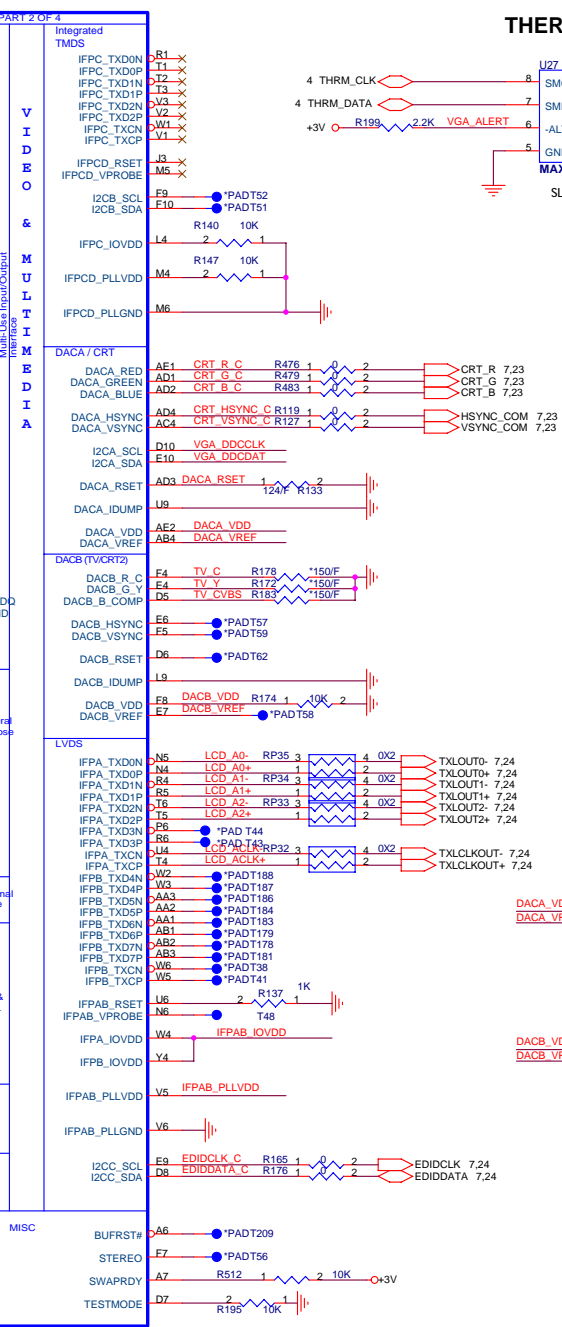 PART 2 OF 4
THER
Integrated
TMDS
IFPC_TXD0N R1
IFPC_TXD0P T1
IFPC_TXD1N T2
IFPC_TXD1P T3
IFPC_TXD2N V3
IFPC_TXD2P V2
IFPC_TXCN W1
IFPC_TXCP V1
IFPCD_RSET J3
IFPCD_VPROBE M5
I2CB_SCL F9 *PADT52
I2CB_SDA F10 *PADT51
R140 10K
IFPC_IOVDD L4 2 1
R147 10K
IFPCD_PLLVDD M4 2 1
IFPCD_PLLGND M6
U27
4 THRM_CLK 8 SM
4 THRM_DATA 7 SM
+3V R199 2.2K VGA_ALERT 6 -AL
5 GN
MAX
SL
VIDEO & MULTIMEDIA
Multi-Use Input/Output
Interface
DACA / CRT
DACA_RED AE1 CRT_R_C R476 1 0 2 CRT_R 7,23
DACA_GREEN AD1 CRT_G_C R479 1 0 2 CRT_G 7,23
DACA_BLUE AD2 CRT_B_C R483 1 0 2 CRT_B 7,23
DACA_HSYNC AD4 CRT_HSYNC_C R119 1 0 2 HSYNC_COM 7,23
DACA_VSYNC AC4 CRT_VSYNC_C R127 1 0 2 VSYNC_COM 7,23
I2CA_SCL D10 VGA_DDCCLK
I2CA_SDA E10 VGA_DDCDAT
DACA_RSET AD3 DACA_RSET 1 2
124/F R133
DACA_IDUMP U9
DACA_VDD AE2 DACA_VDD
DACA_VREF AB4 DACA_VREF
DACB (TV/CRT2)
DACB_R_C F4 TV_C R178 *150/F
DACB_G_Y E4 TV_Y R172 *150/F
DACB_B_COMP D5 TV_CVBS R183 *150/F
DACB_HSYNC E6 *PADT57
DACB_VSYNC F5 *PADT59
DACB_RSET D6 *PADT62
DACB_IDUMP L9
DACB_VDD F8 DACB_VDD R174 1 10K 2
DACB_VREF E7 DACB_VREF *PADT58
LVDS
IFPA_TXD0N N5 LCD_A0- RP35 3 4 0X2 TXLOUT0- 7,24
IFPA_TXD0P N4 LCD_A0+ 1 2 TXLOUT0+ 7,24
IFPA_TXD1N R4 LCD_A1- RP34 3 4 0X2 TXLOUT1- 7,24
IFPA_TXD1P R5 LCD_A1+ 1 2 TXLOUT1+ 7,24
IFPA_TXD2N T6 LCD_A2- RP33 3 4 0X2 TXLOUT2- 7,24
IFPA_TXD2P T5 LCD_A2+ 1 2 TXLOUT2+ 7,24
IFPA_TXD3N P6 *PAD T44
IFPA_TXD3P R6 *PAD T43
IFPA_TXCN U4 LCD_ACLK- RP32 3 4 0X2 TXLCLKOUT- 7,24
IFPA_TXCP T4 LCD_ACLK+ 1 2 TXLCLKOUT+ 7,24
IFPB_TXD4N W2 *PADT188
IFPB_TXD4P W3 *PADT187
IFPB_TXD5N AA3 *PADT186
IFPB_TXD5P AA2 *PADT184
IFPB_TXD6N AA1 *PADT183
IFPB_TXD6P AB1 *PADT179
IFPB_TXD7N AB2 *PADT178
IFPB_TXD7P AB3 *PADT181
IFPB_TXCN W6 *PADT38
IFPB_TXCP W5 *PADT41
IFPAB_RSET U6 2 R137 1 1K
IFPAB_VPROBE N6 T48
IFPA_IOVDD W4 IFPAB_IOVDD
IFPB_IOVDD Y4
IFPAB_PLLVDD V5 IFPAB_PLLVDD
IFPAB_PLLGND V6
I2CC_SCL E9 EDIDCLK_C R165 1 0 2 EDIDCLK 7,24
I2CC_SDA D8 EDIDDATA_C R176 1 0 2 EDIDDATA 7,24
DACA_VD
DACA_VR
DACB_VD
DACB_VR
MISC
BUFRST# A6 *PADT209
STEREO F7 *PADT56
SWAPRDY A7 R512 1 2 10K +3V
TESTMODE D7 2 1
R195 10K